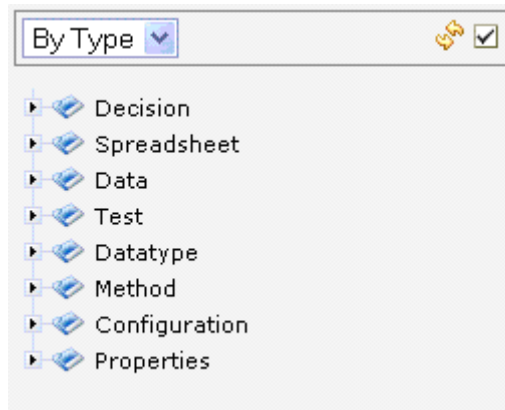 By Type
Decision
Spreadsheet
Data
Test
Datatype
Method
Configuration
Properties